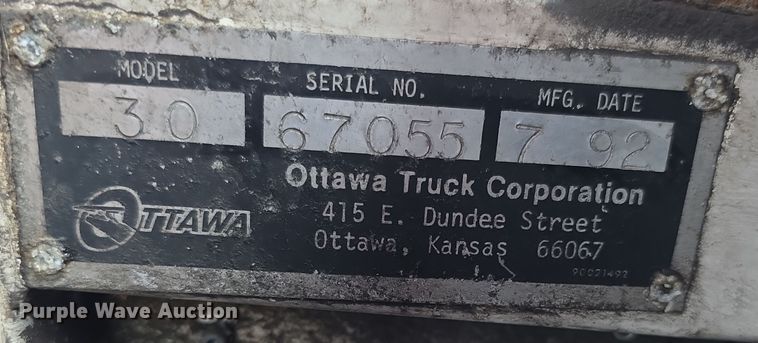 MODEL SERIAL NO. MFG. DATE
30 67055 7 92
Ottawa Truck Corporation
OTTAWA 415 E. Dundee Street
Ottawa, Kansas 66067
90021492
Purple Wave Auction